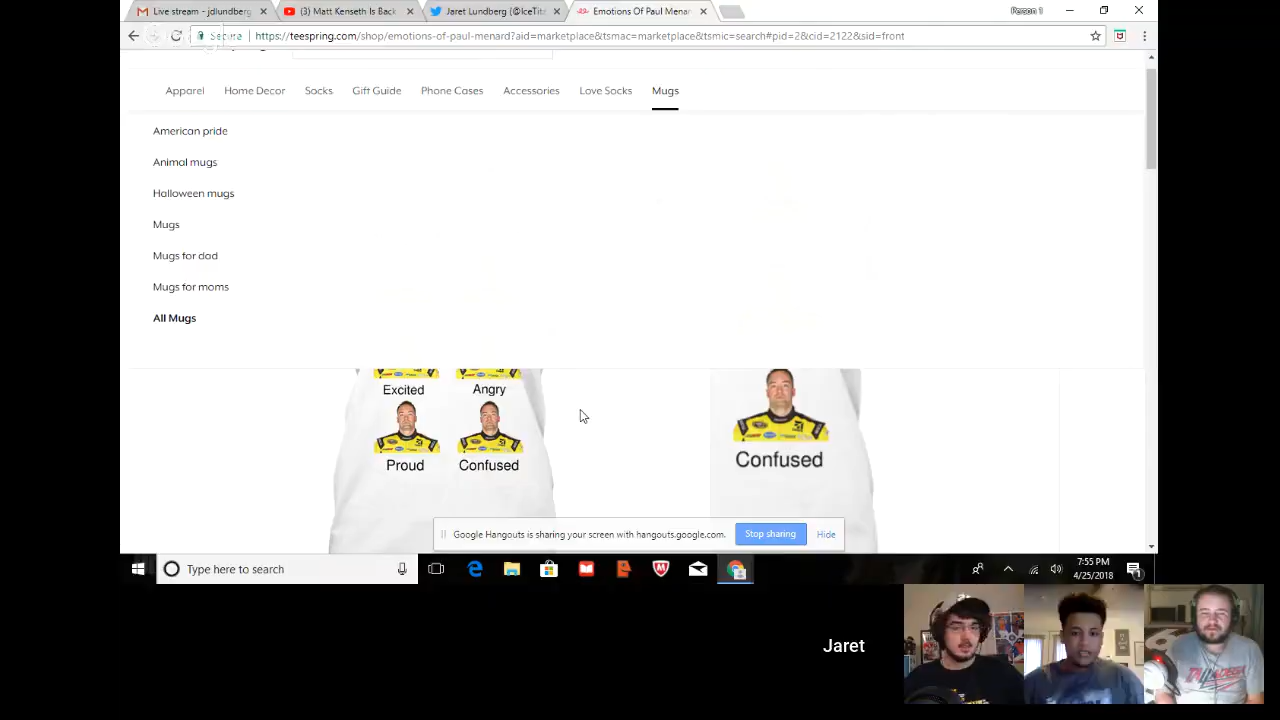 Live stream - jdlundberg
(3) Matt Kenseth Is Back
Jaret Lundberg (@IceTita
Emotions Of Paul Menar
Person 1
Secure
https://teespring.com/shop/emotions-of-paul-menard?aid=marketplace&tsmac=marketplace&tsmic=search#pid=2&cid=2122&sid=front
Apparel
Home Decor
Socks
Gift Guide
Phone Cases
Accessories
Love Socks
Mugs
American pride
Animal mugs
Halloween mugs
Mugs
Mugs for dad
Mugs for moms
All Mugs
Excited
Angry
Proud
Confused
Confused
Google Hangouts is sharing your screen with hangouts.google.com.
Stop sharing
Hide
Type here to search
7:55 PM
4/25/2018
Jaret